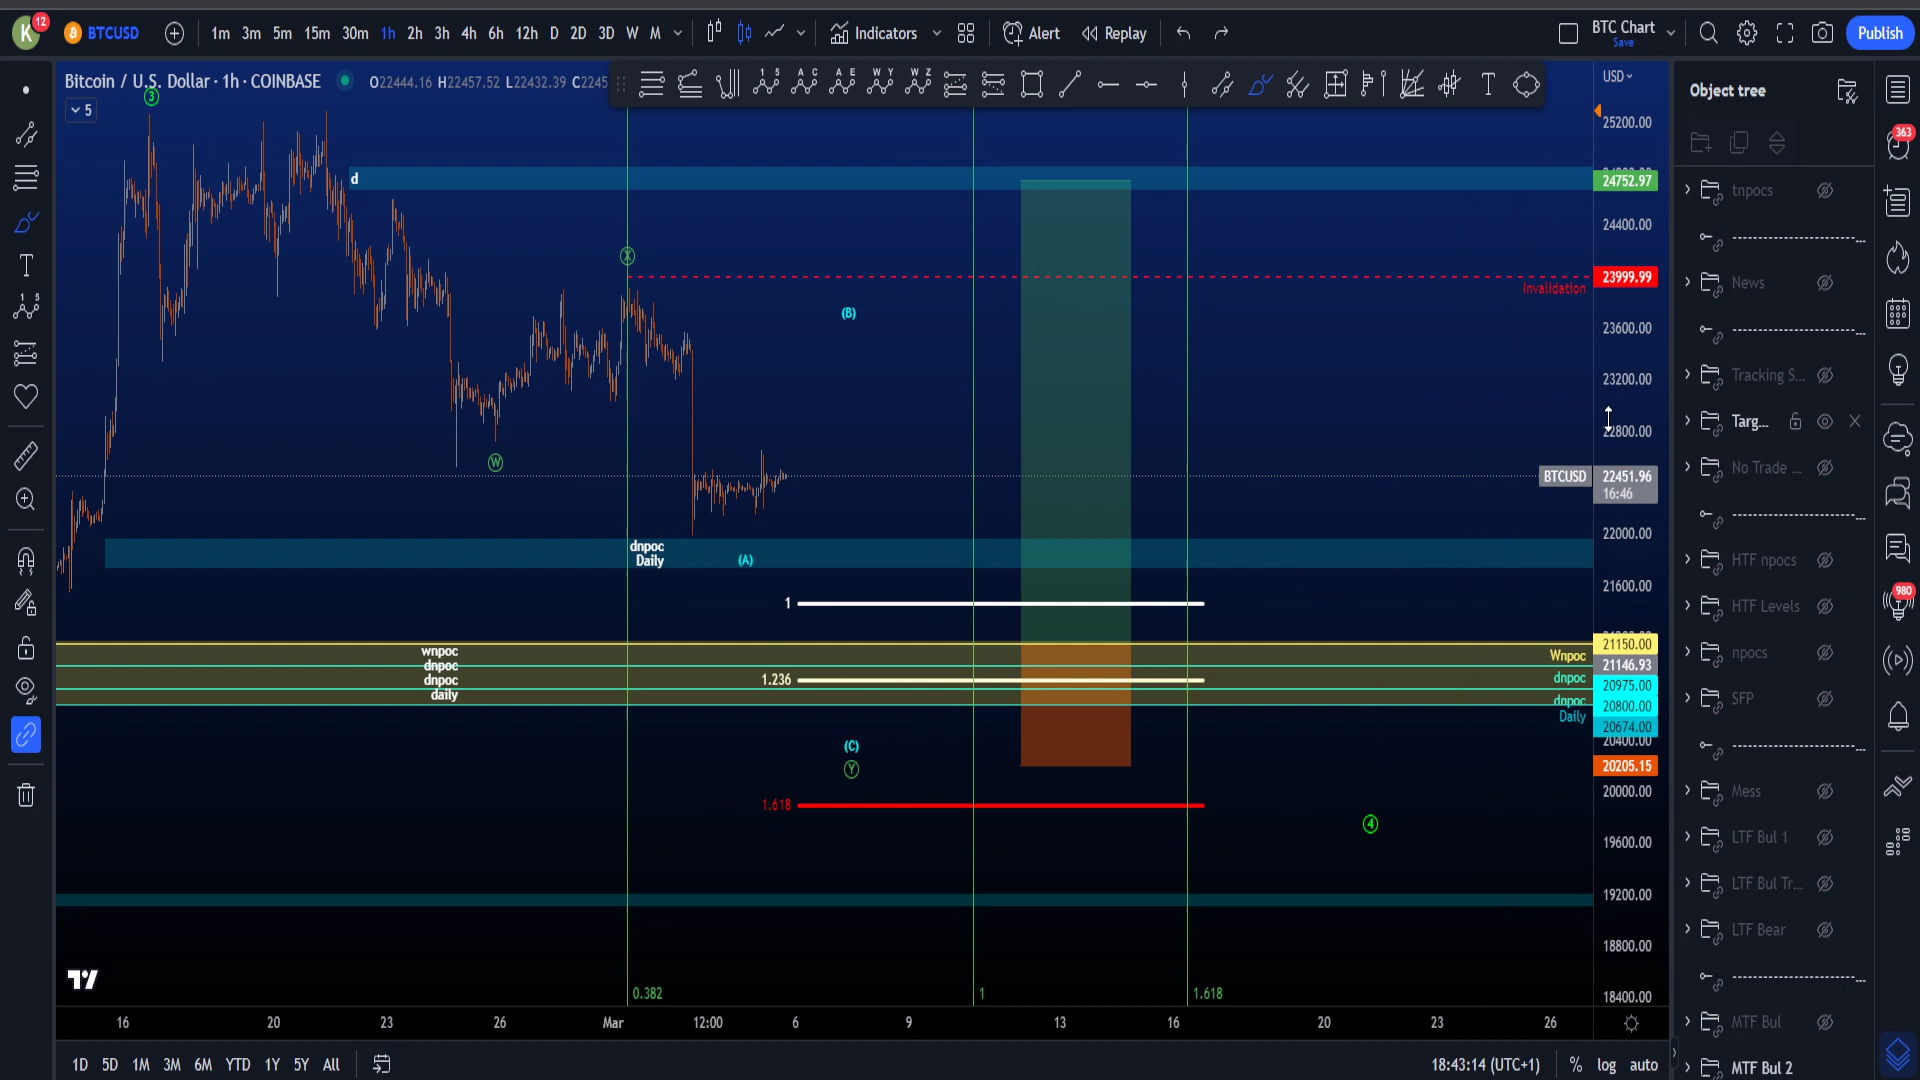 K
12
BTCUSD
1m 3m 5m 15m 30m 1h 2h 3h 4h 6h 12h D 2D 3D W M
Indicators
Alert
Replay
BTC Chart
Save
Publish
Bitcoin / U.S. Dollar · 1h · COINBASE
O22444.16 H22457.52 L22432.39 C2245
5
USD
Object tree
363
980
3
d
X
W
(B)
Invalidation
dnpoc
Daily
(A)
1
wnpoc
dnpoc
dnpoc
daily
1.236
Wnpoc
dnpoc
dnpoc
Daily
(C)
Y
1.618
4
0.382
1
1.618
25200.00
24752.97
24400.00
23999.99
23600.00
23200.00
22800.00
BTCUSD
22451.96
16:46
22000.00
21600.00
21150.00
21146.93
20975.00
20800.00
20674.00
20400.00
20205.15
20000.00
19600.00
19200.00
18800.00
18400.00
16 20 23 26 Mar 12:00 6 9 13 16 20 23 26
1D 5D 1M 3M 6M YTD 1Y 5Y All
18:43:14 (UTC+1)
% log auto
tnpocs
News
Tracking S...
Targ...
No Trade ...
HTF npocs
HTF Levels
npocs
SFP
Mess
LTF Bul 1
LTF Bul Tr...
LTF Bear
MTF Bul
MTF Bul 2